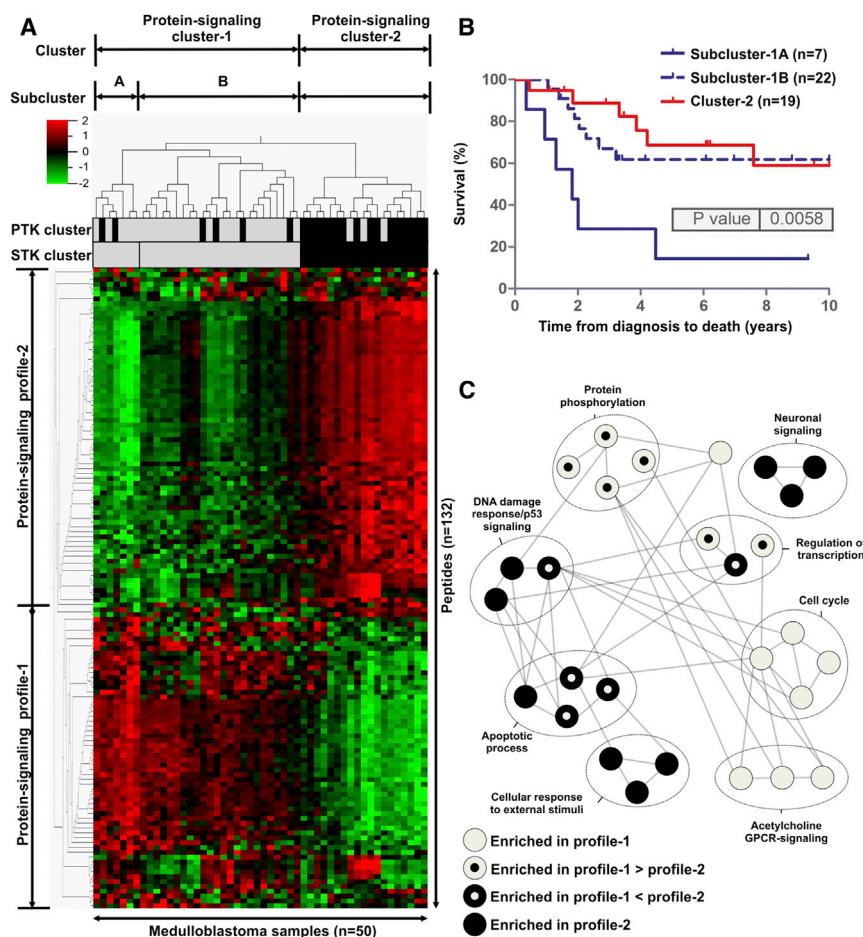 A
Cluster
Protein-signaling
cluster-1
Protein-signaling
cluster-2
Subcluster
A
B
2
1
0
-1
-2
PTK cluster
STK cluster
Protein-signaling profile-2
Protein-signaling profile-1
Peptides (n=132)
Medulloblastoma samples (n=50)
B
Subcluster-1A (n=7)
Subcluster-1B (n=22)
Cluster-2 (n=19)
Survival (%)
100
80
60
40
20
0
P value 0.0058
0 2 4 6 8 10
Time from diagnosis to death (years)
C
Protein
phosphorylation
Neuronal
signaling
DNA damage
response/p53
signaling
Regulation of
transcription
Cell cycle
Apoptotic
process
Cellular response
to external stimuli
Acetylcholine
GPCR-signaling
Enriched in profile-1
Enriched in profile-1 > profile-2
Enriched in profile-1 < profile-2
Enriched in profile-2